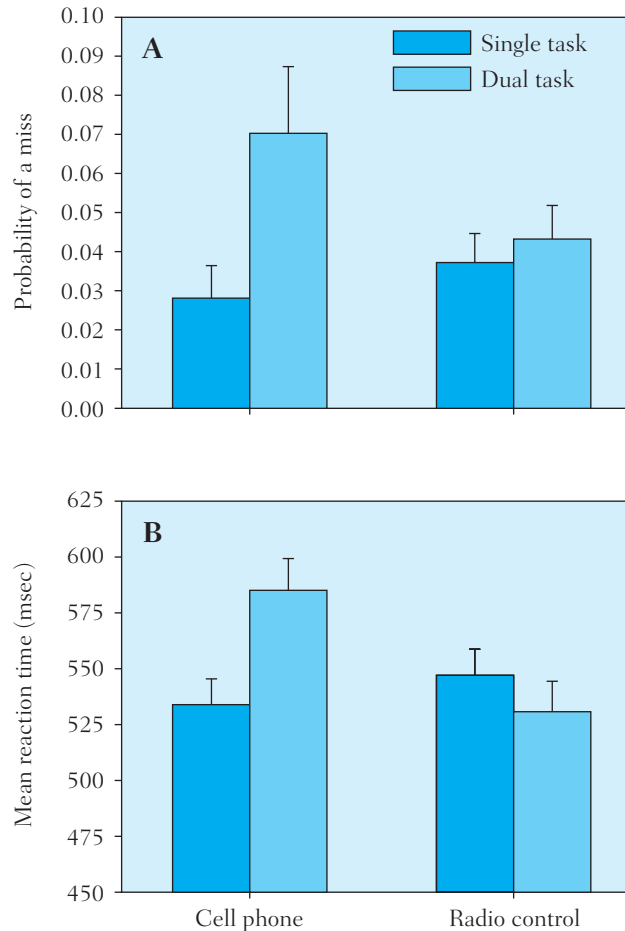 A
Single task
Dual task
Probability of a miss
0.10
0.09
0.08
0.07
0.06
0.05
0.04
0.03
0.02
0.01
0.00
B
Mean reaction time (msec)
625
600
575
550
525
500
475
450
Cell phone
Radio control